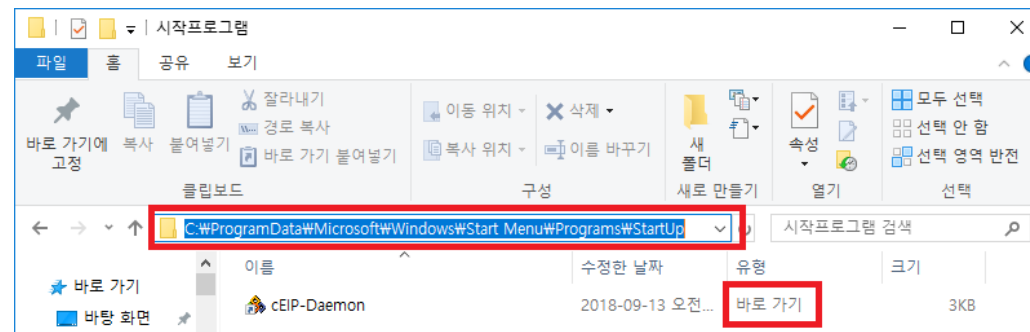 시작프로그램
파일 홈 공유 보기
바로 가기에 고정
복사
붙여넣기
잘라내기
경로 복사
바로 가기 붙여넣기
클립보드
이동 위치
복사 위치
삭제
이름 바꾸기
구성
새 폴더
새로 만들기
속성
열기
모두 선택
선택 안 함
선택 영역 반전
선택
C:₩ProgramData₩Microsoft₩Windows₩Start Menu₩Programs₩StartUp
시작프로그램 검색
이름 수정한 날짜 유형 크기
바로 가기
바탕 화면
cEIP-Daemon 2018-09-13 오전... 바로 가기 3KB